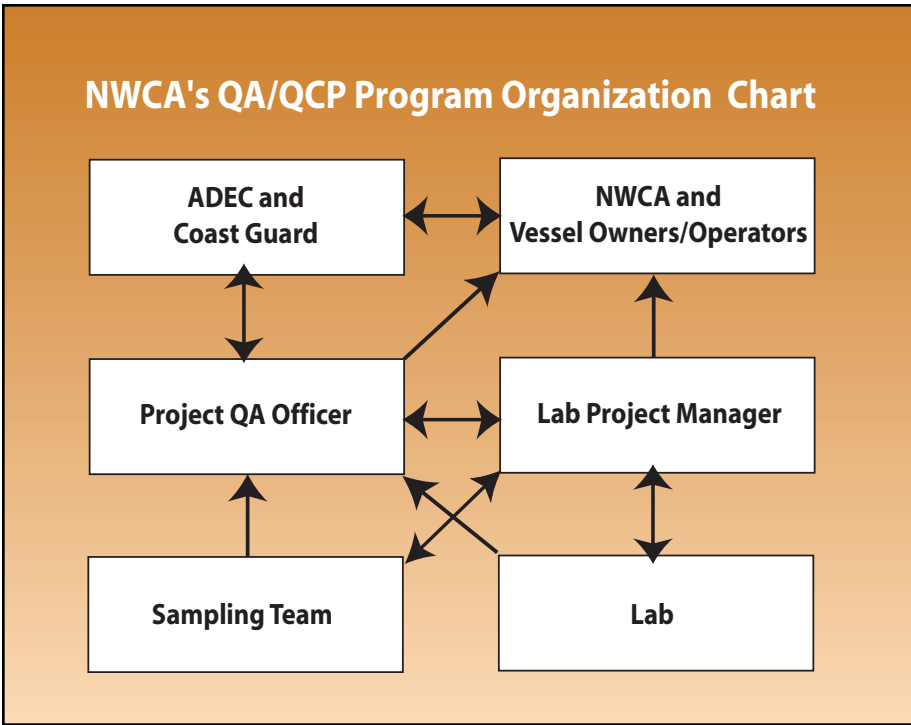 NWCA's QA/QCP Program Organization Chart
ADEC and
Coast Guard
NWCA and
Vessel Owners/Operators
Project QA Officer
Lab Project Manager
Sampling Team
Lab